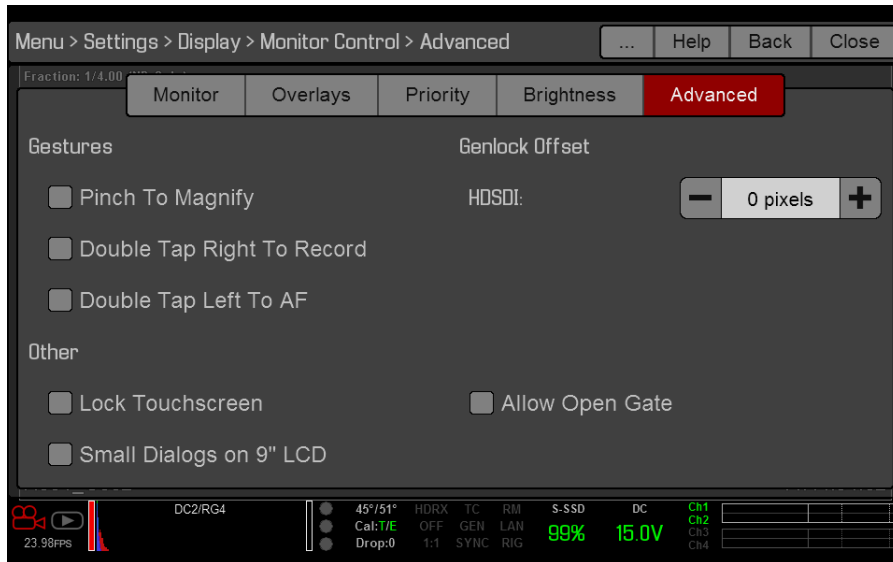 Menu > Settings > Display > Monitor Control > Advanced ... Help Back Close
Fraction: 1/4.00
Monitor Overlays Priority Brightness Advanced
Gestures Genlock Offset
Pinch To Magnify HDSDI: 0 pixels
Double Tap Right To Record
Double Tap Left To AF
Other
Lock Touchscreen Allow Open Gate
Small Dialogs on 9" LCD
DC2/RG4 45°/51° HDRX TC RM S-SSD DC Ch1
Cal:T/E OFF GEN LAN 99% 15.0V Ch2
23.98FPS Drop:0 1:1 SYNC RIG Ch3
Ch4